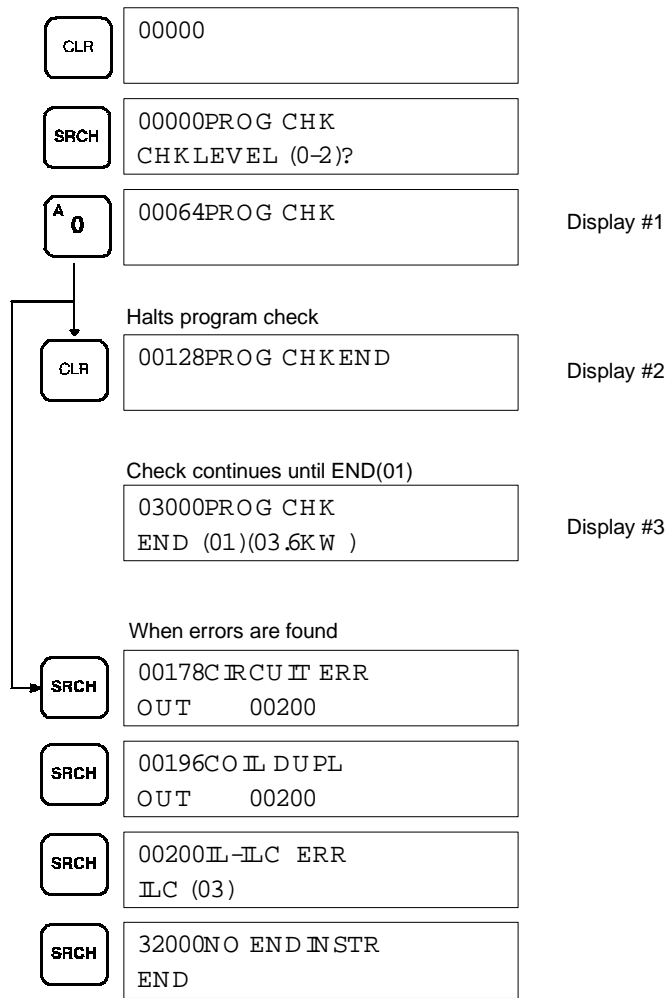 CLR
00000
SRCH
00000PROG CHK
CHKLEVEL (0-2)?
A
0
00064PROG CHK
Display #1
Halts program check
CLR
00128PROG CHKEND
Display #2
Check continues until END(01)
03000PROG CHK
END (01)(03.6KW )
Display #3
When errors are found
SRCH
00178CIRCUIT ERR
OUT 00200
SRCH
00196COIL DUPL
OUT 00200
SRCH
00200IL-ILC ERR
ILC (03)
SRCH
32000NO END INSTR
END